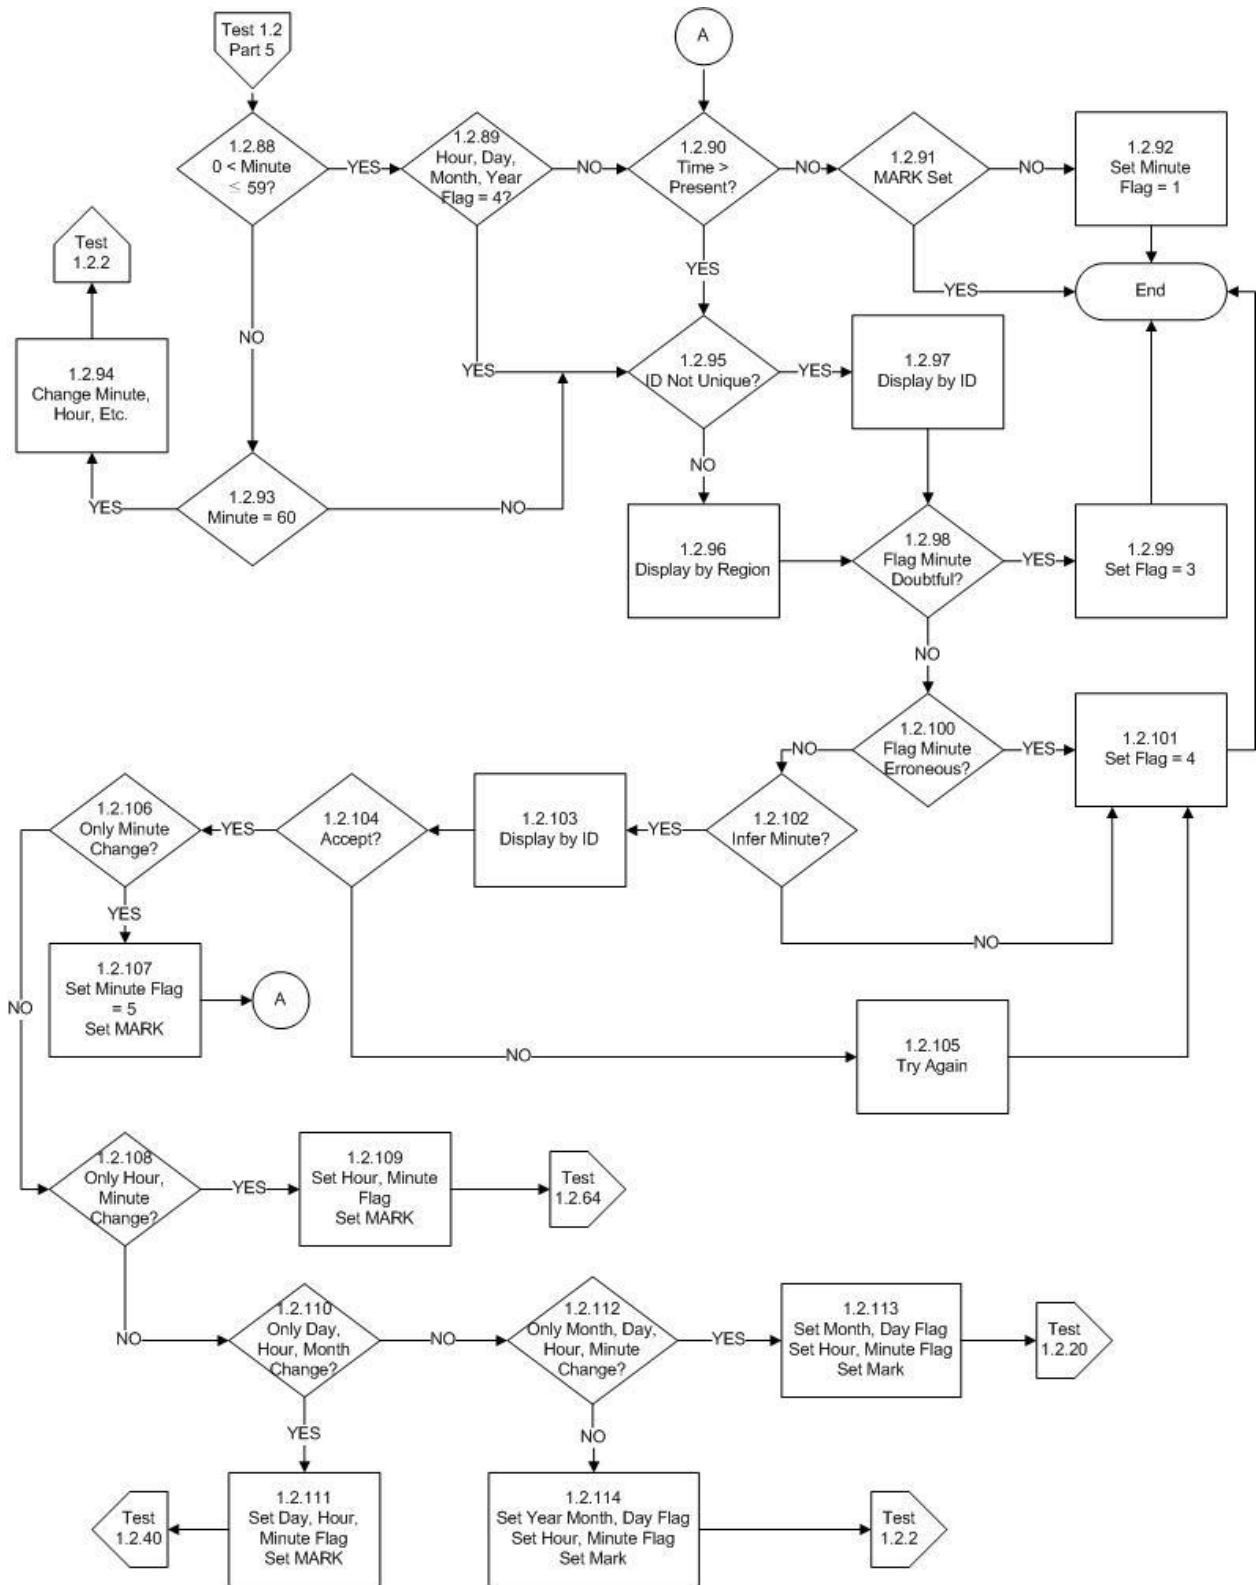 Test 1.2
Part 5
A
1.2.88
0 < Minute
≤ 59?
YES
1.2.89
Hour, Day,
Month, Year
Flag = 4?
NO
1.2.90
Time >
Present?
NO
1.2.91
MARK Set
NO
1.2.92
Set Minute
Flag = 1
Test
1.2.2
YES
YES
End
NO
1.2.94
Change Minute,
Hour, Etc.
YES
1.2.95
ID Not Unique?
YES
1.2.97
Display by ID
NO
YES
1.2.93
Minute = 60
NO
1.2.96
Display by Region
1.2.98
Flag Minute
Doubtful?
YES
1.2.99
Set Flag = 3
NO
1.2.100
Flag Minute
Erroneous?
YES
1.2.101
Set Flag = 4
NO
1.2.106
Only Minute
Change?
YES
1.2.104
Accept?
1.2.103
Display by ID
YES
1.2.102
Infer Minute?
YES
NO
1.2.107
Set Minute Flag
= 5
Set MARK
A
NO
NO
1.2.105
Try Again
1.2.108
Only Hour,
Minute
Change?
YES
1.2.109
Set Hour, Minute
Flag
Set MARK
Test
1.2.64
NO
1.2.110
Only Day,
Hour, Month
Change?
NO
1.2.112
Only Month, Day,
Hour, Minute
Change?
YES
1.2.113
Set Month, Day Flag
Set Hour, Minute Flag
Set Mark
Test
1.2.20
YES
NO
Test
1.2.40
1.2.111
Set Day, Hour,
Minute Flag
Set MARK
1.2.114
Set Year Month, Day Flag
Set Hour, Minute Flag
Set Mark
Test
1.2.2